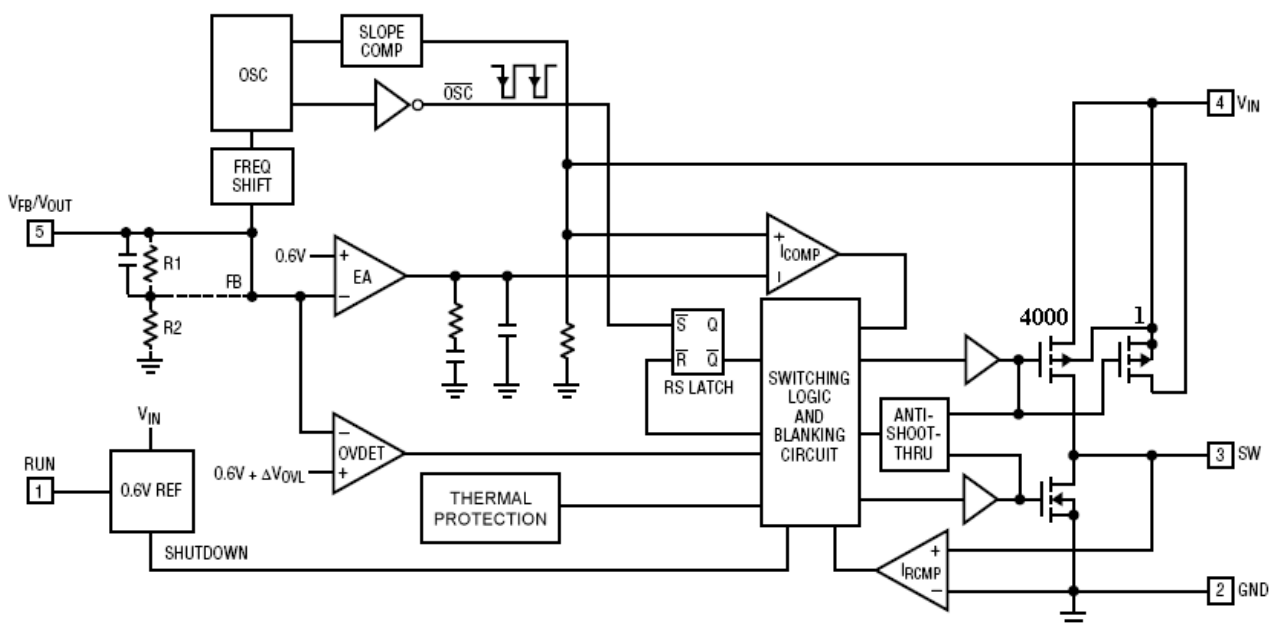 SLOPE
COMP
OSC
O̅S̅C̅
4 VIN
FREQ
SHIFT
VFB/VOUT
5
R1
FB
R2
0.6V
+
EA
−
+
ICOMP
−
S̅ Q
R̅ Q̅
RS LATCH
SWITCHING
LOGIC
AND
BLANKING
CIRCUIT
4000 1
ANTI-
SHOOT-
THRU
3 SW
VIN
RUN
1
0.6V REF
SHUTDOWN
−
OVDET
0.6V + ΔVOVL
+
THERMAL
PROTECTION
+
IRCMP
−
2 GND